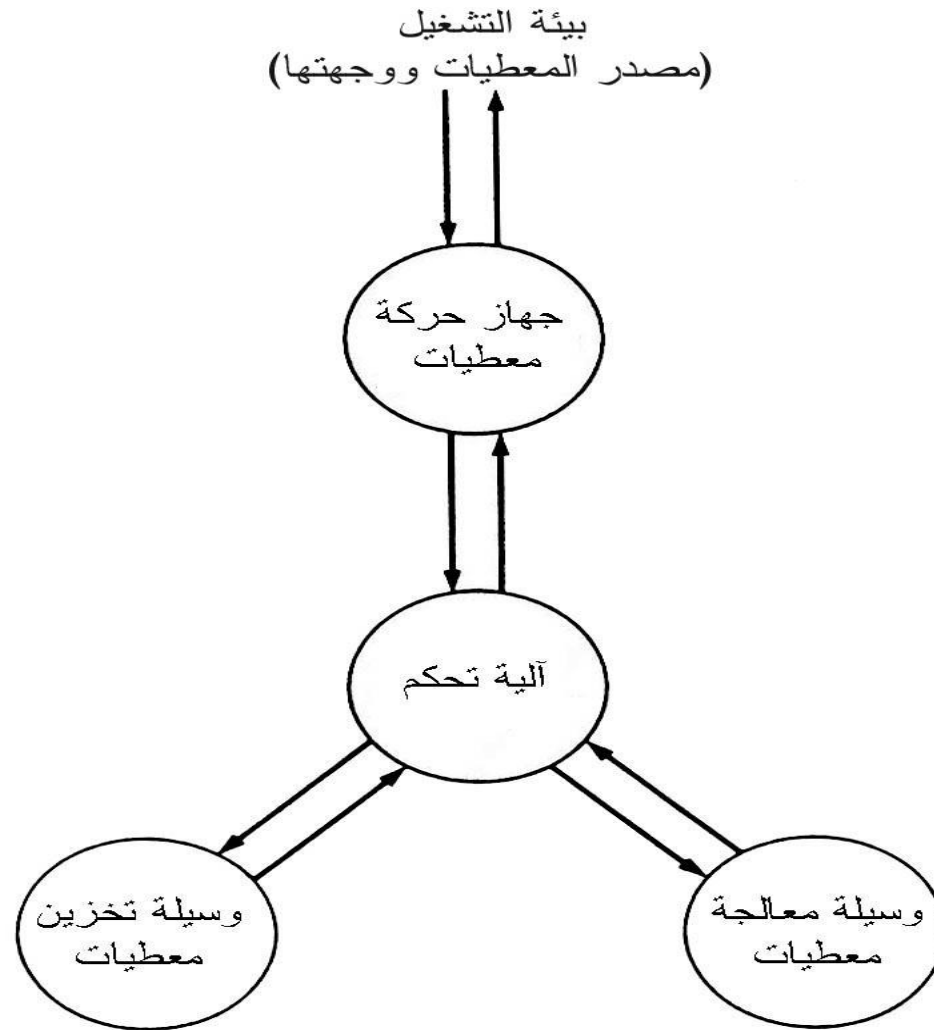 بيئة التشغيل
(مصدر المعطيات ووجهتها)
جهاز حركة
معطيات
آلية تحكم
وسيلة تخزين
معطيات
وسيلة معالجة
معطيات